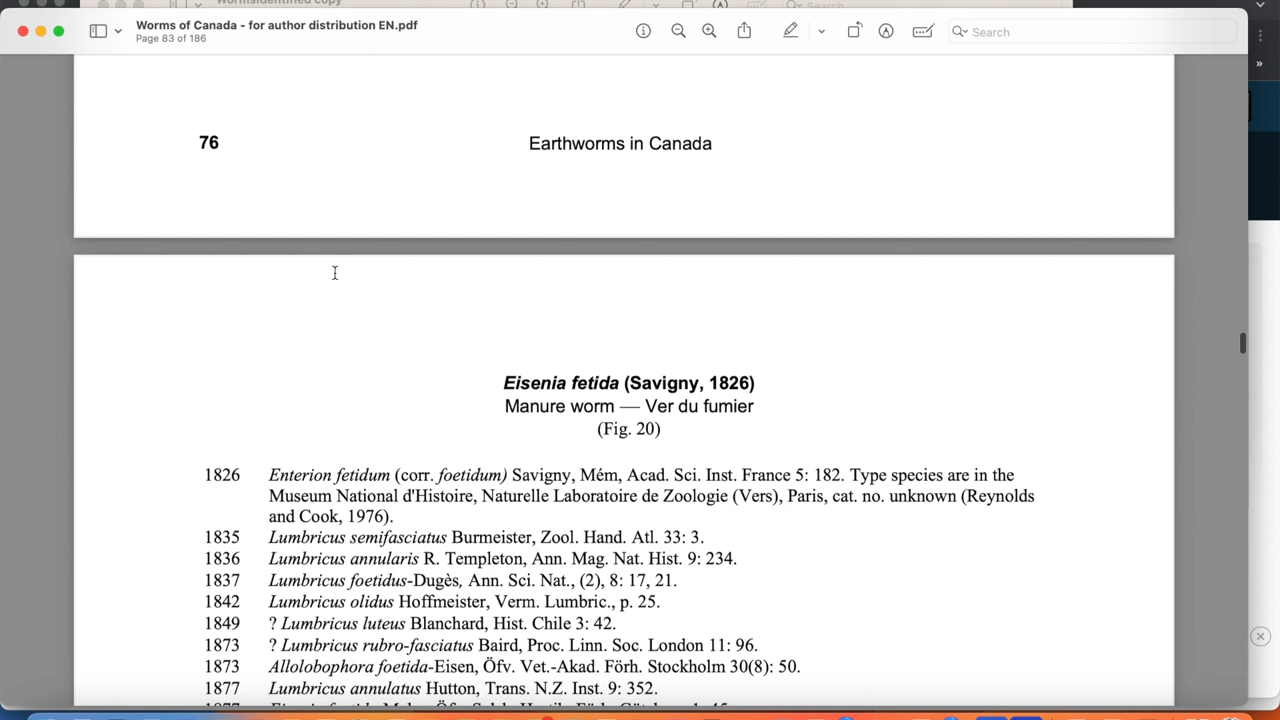 Wormsidentified copy
Search
Worms of Canada - for author distribution EN.pdf
Page 83 of 186
Search
»
76
Earthworms in Canada
Eisenia fetida (Savigny, 1826)
Manure worm — Ver du fumier
(Fig. 20)
1826 Enterion fetidum (corr. foetidum) Savigny, Mém, Acad. Sci. Inst. France 5: 182. Type species are in the
Museum National d'Histoire, Naturelle Laboratoire de Zoologie (Vers), Paris, cat. no. unknown (Reynolds
and Cook, 1976).
1835 Lumbricus semifasciatus Burmeister, Zool. Hand. Atl. 33: 3.
1836 Lumbricus annularis R. Templeton, Ann. Mag. Nat. Hist. 9: 234.
1837 Lumbricus foetidus-Dugès, Ann. Sci. Nat., (2), 8: 17, 21.
1842 Lumbricus olidus Hoffmeister, Verm. Lumbric., p. 25.
1849 ? Lumbricus luteus Blanchard, Hist. Chile 3: 42.
1873 ? Lumbricus rubro-fasciatus Baird, Proc. Linn. Soc. London 11: 96.
1873 Allolobophora foetida-Eisen, Öfv. Vet.-Akad. Förh. Stockholm 30(8): 50.
1877 Lumbricus annulatus Hutton, Trans. N.Z. Inst. 9: 352.